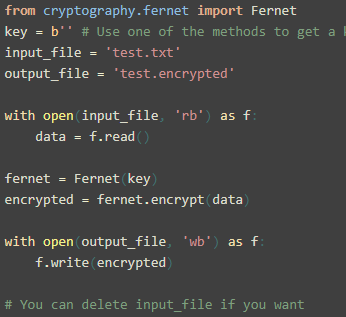 from cryptography.fernet import Fernet
key = b'' # Use one of the methods to get a
input_file = 'test.txt'
output_file = 'test.encrypted'
with open(input_file, 'rb') as f:
data = f.read()
fernet = Fernet(key)
encrypted = fernet.encrypt(data)
with open(output_file, 'wb') as f:
f.write(encrypted)
# You can delete input_file if you want